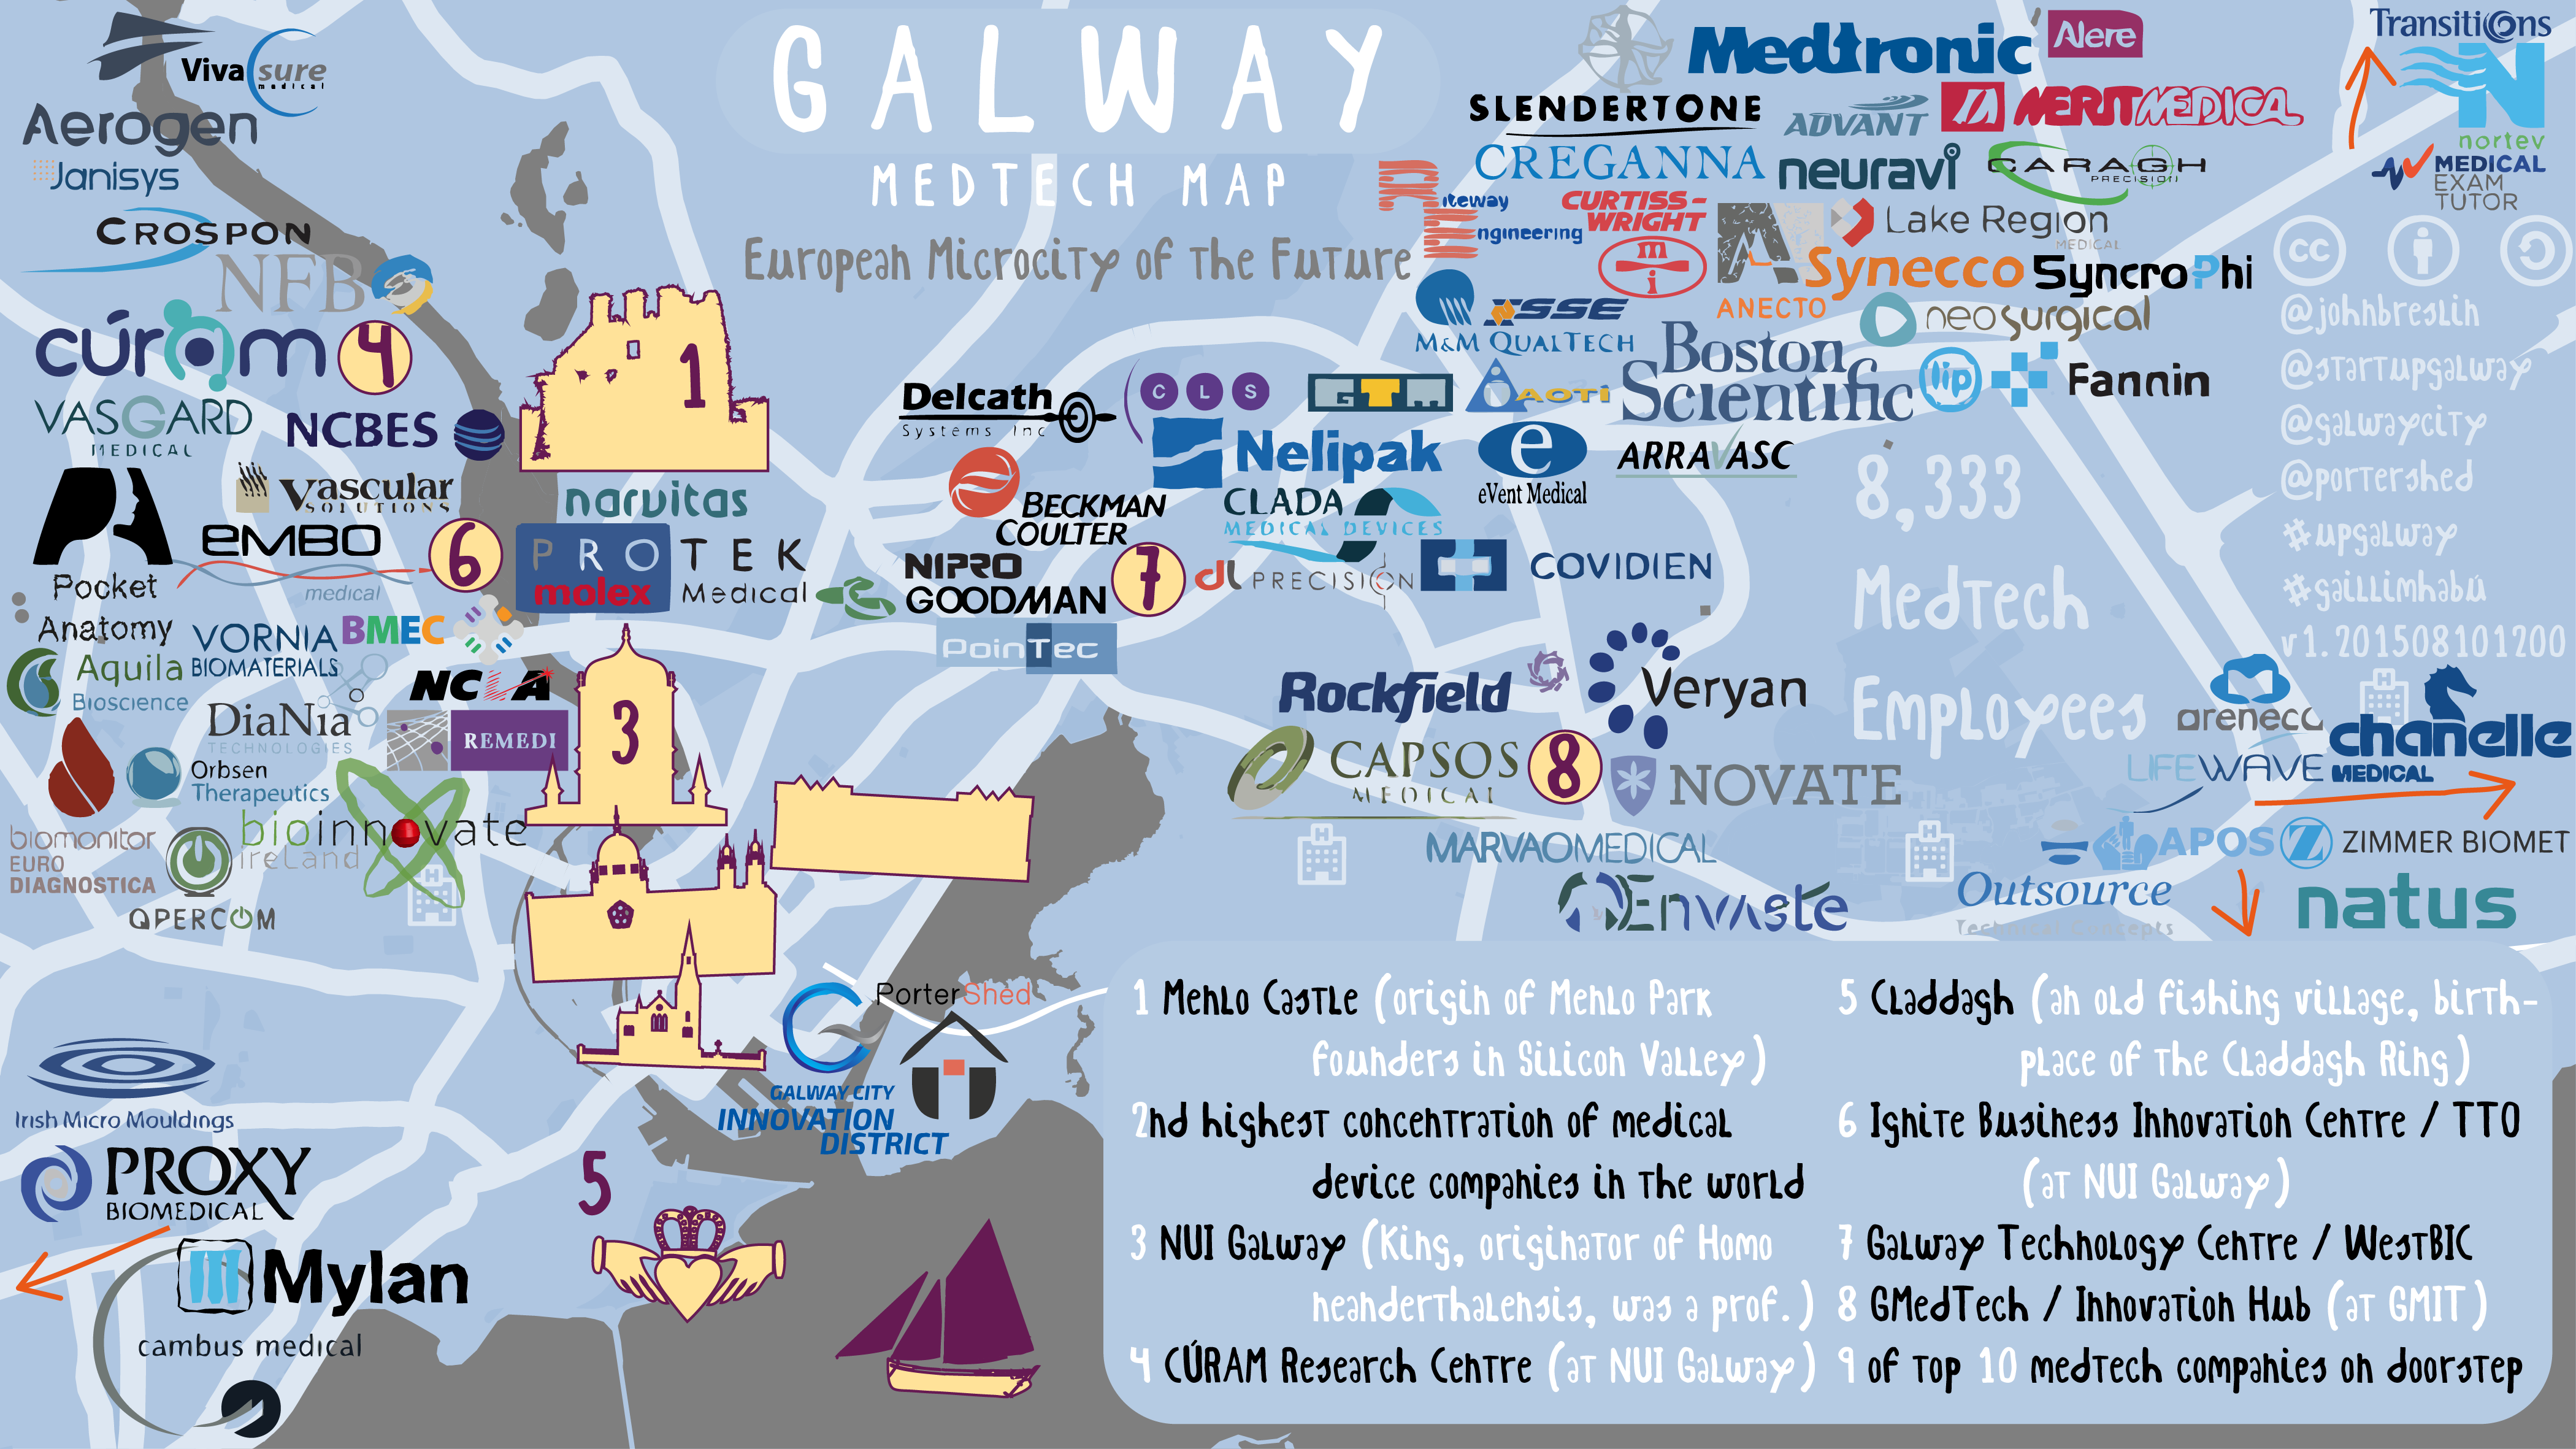 GALWAY
MEDTECH MAP
European Microcity of the Future
Vivasure
medical
Aerogen
Janisys
CROSPON
NFB
cúram
4
VASGARD
MEDICAL
NCBES
Vascular
SOLUTIONS
Pocket
Anatomy
embo
medical
6
narvitas
PROTEK
molex
Medical
VORNIA
BIOMATERIALS
BMEC
Aquila
Bioscience
NCLA
DiaNia
TECHNOLOGIES
REMEDI
Orbsen
Therapeutics
biomonitor
EURO
DIAGNOSTICA
bioinnovate
ireland
QPERCOM
1
3
Irish Micro Mouldings
PROXY
BIOMEDICAL
Mylan
cambus medical
PorterShed
GALWAY CITY
INNOVATION
DISTRICT
5
Medtronic
Alere
SLENDERTONE
ADVANT
MERITMEDICAL
CREGANNA
neuravi
CARAGH
PRECISION
Riteway
Engineering
CURTISS-
WRIGHT
mti
Lake Region
MEDICAL
ANECTO
Synecco
SyncroPhi
M&M QUALTECH
ISSE
neosurgical
Boston
Scientific
lip
Fannin
Delcath
Systems Inc
CLS
GTM
AOTI
Nelipak
e
eVent Medical
ARRAVASC
BECKMAN
COULTER
CLADA
MEDICAL DEVICES
NIPRO
GOODMAN
7
dl PRECISION
COVIDIEN
PoinTec
Rockfield
Veryan
CAPSOS
MEDICAL
8
NOVATE
MARVAOMEDICAL
Envaste
8,333
MedTech
Employees
Transitions
N
nortev
MEDICAL
EXAM
TUTOR
cc
@johnbreslin
@startupgalway
@galwaycity
@portershed
#upgalway
#gaillimhabú
v1.201508101200
arenecc
chanelle
MEDICAL
LIFEWAVE
APOS
ZIMMER BIOMET
Outsource
Technical Concepts
natus
H
H
H
H
1 Menlo Castle (origin of Menlo Park
founders in Silicon Valley)
2nd highest concentration of medical
device companies in the world
3 NUI Galway (King, originator of Homo
neanderthalensis, was a prof.)
4 CÚRAM Research Centre (at NUI Galway)
5 Claddagh (an old fishing village, birth-
place of the Claddagh Ring)
6 Ignite Business Innovation Centre / TTO
(at NUI Galway)
7 Galway Technology Centre / WestBIC
8 GMedTech / Innovation Hub (at GMIT)
9 of top 10 medtech companies on doorstep